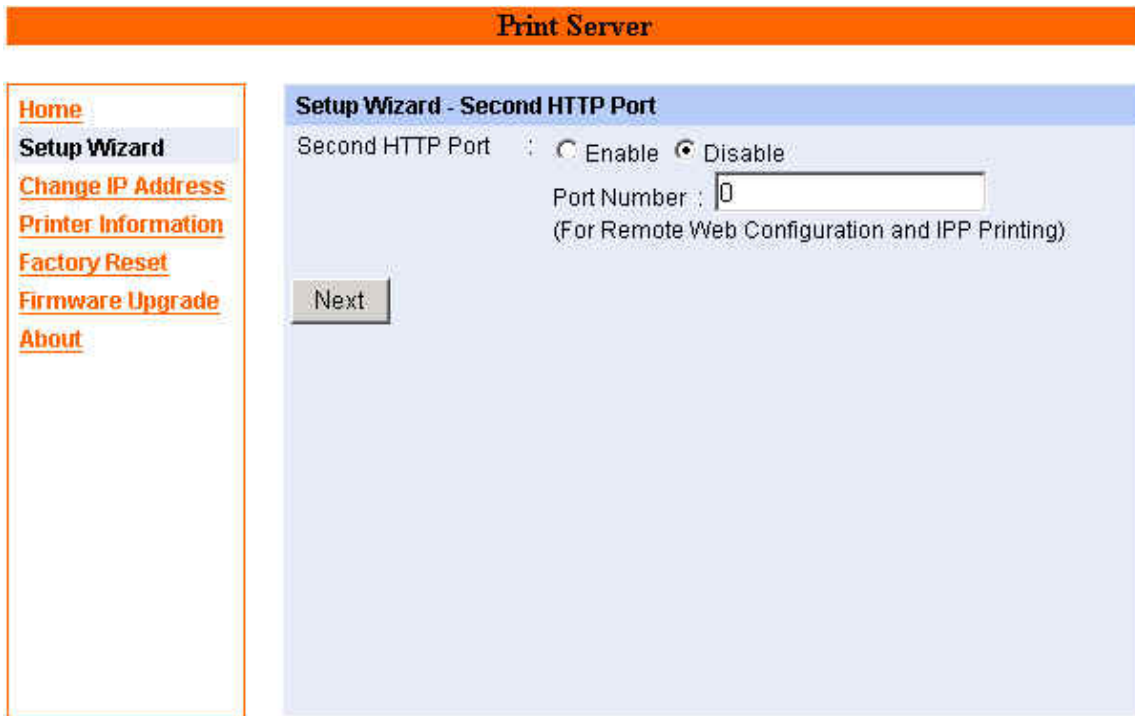 Print Server
Home
Setup Wizard
Change IP Address
Printer Information
Factory Reset
Firmware Upgrade
About
Setup Wizard - Second HTTP Port
Second HTTP Port : Enable Disable
Port Number : 0
(For Remote Web Configuration and IPP Printing)
Next